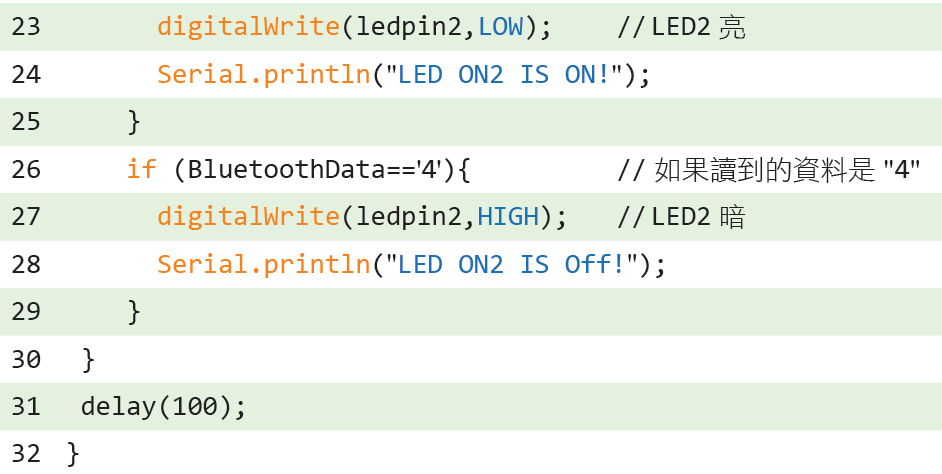 23 digitalWrite(ledpin2,LOW); // LED2 亮
24 Serial.println("LED ON2 IS ON!");
25 }
26 if (BluetoothData=='4'){ // 如果讀到的資料是 "4"
27 digitalWrite(ledpin2,HIGH); // LED2 暗
28 Serial.println("LED ON2 IS Off!");
29 }
30 }
31 delay(100);
32 }